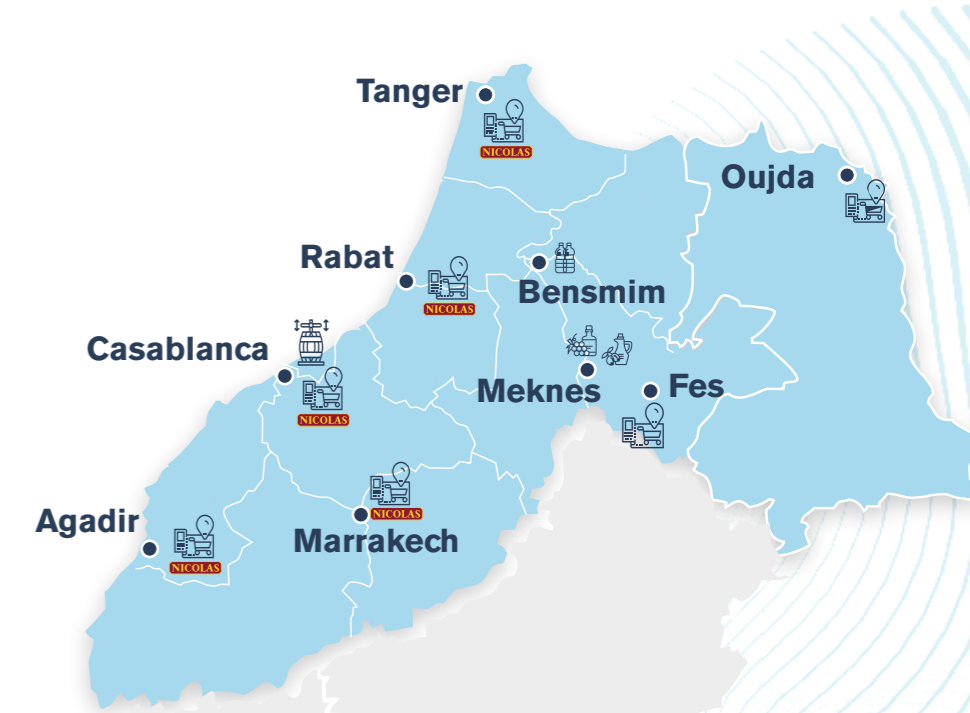 Tanger
NICOLAS
Oujda
Rabat
NICOLAS
Bensmim
Casablanca
NICOLAS
Meknes
Fes
Agadir
NICOLAS
Marrakech
NICOLAS